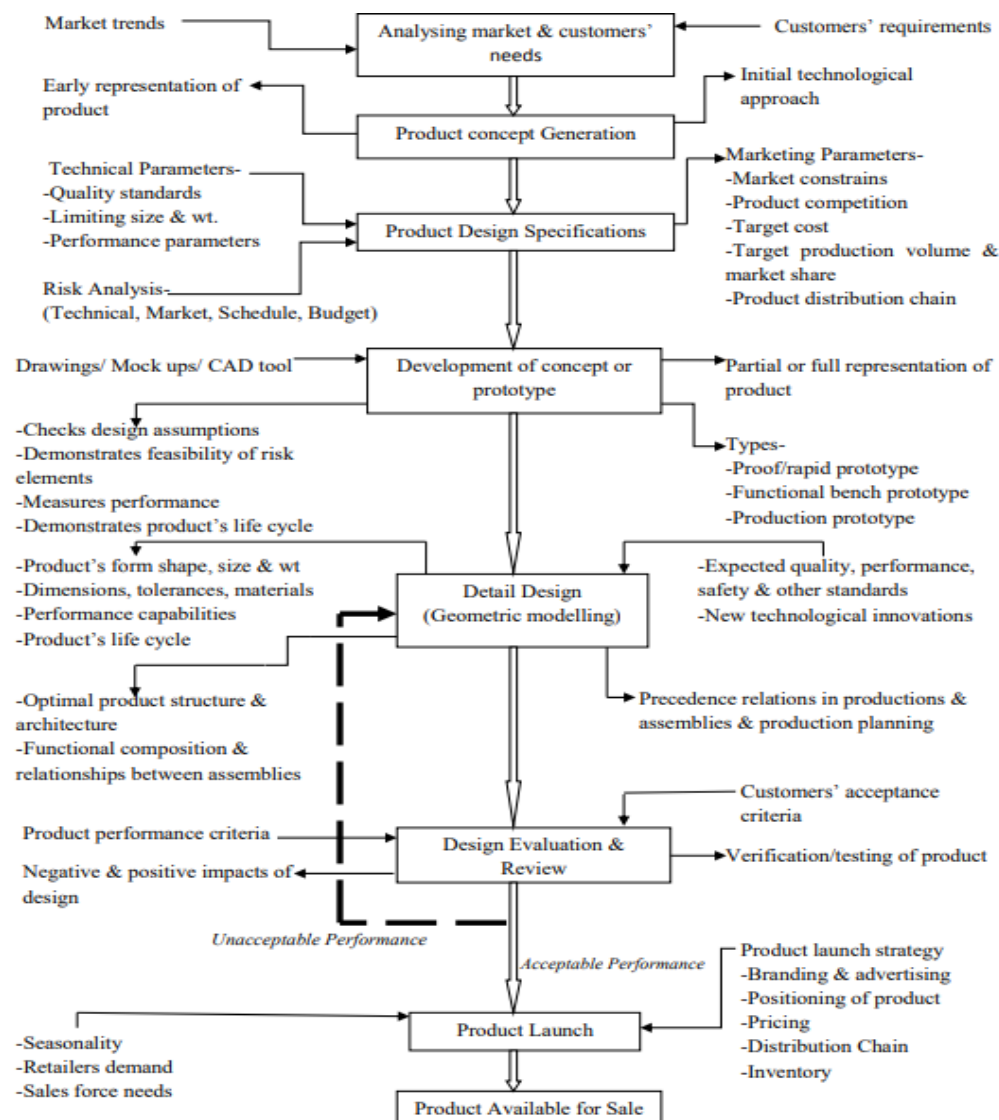 Market trends
Analysing market & customers'
needs
Customers' requirements
Early representation of
product
Initial technological
approach
Product concept Generation
Technical Parameters-
-Quality standards
-Limiting size & wt.
-Performance parameters
Marketing Parameters-
-Market constrains
-Product competition
-Target cost
-Target production volume &
market share
-Product distribution chain
Product Design Specifications
Risk Analysis-
(Technical, Market, Schedule, Budget)
Drawings/ Mock ups/ CAD tool
Development of concept or
prototype
Partial or full representation of
product
-Checks design assumptions
-Demonstrates feasibility of risk
elements
-Measures performance
-Demonstrates product's life cycle
Types-
-Proof/rapid prototype
-Functional bench prototype
-Production prototype
-Product's form shape, size & wt
-Dimensions, tolerances, materials
-Performance capabilities
-Product's life cycle
Detail Design
(Geometric modelling)
-Expected quality, performance,
safety & other standards
-New technological innovations
-Optimal product structure &
architecture
-Functional composition &
relationships between assemblies
Precedence relations in productions &
assemblies & production planning
Customers' acceptance
criteria
Product performance criteria
Design Evaluation &
Review
Verification/testing of product
Negative & positive impacts of
design
Unacceptable Performance
Acceptable Performance
Product launch strategy
-Branding & advertising
-Positioning of product
-Pricing
-Distribution Chain
-Inventory
Product Launch
-Seasonality
-Retailers demand
-Sales force needs
Product Available for Sale